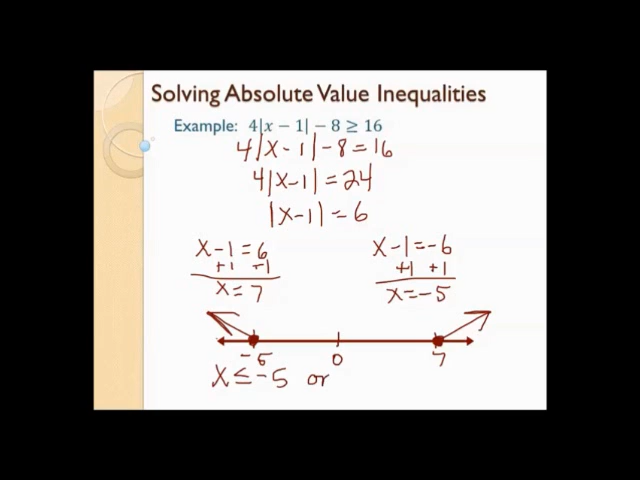 Solving Absolute Value Inequalities
Example: 4|x − 1| − 8 ≥ 16
4|x-1|-8=16
4|x-1|=24
|x-1|=6
x-1=6 x-1=-6
+1 -1 +1 +1
x=7 x=-5
-5 0 7
x≤-5 or